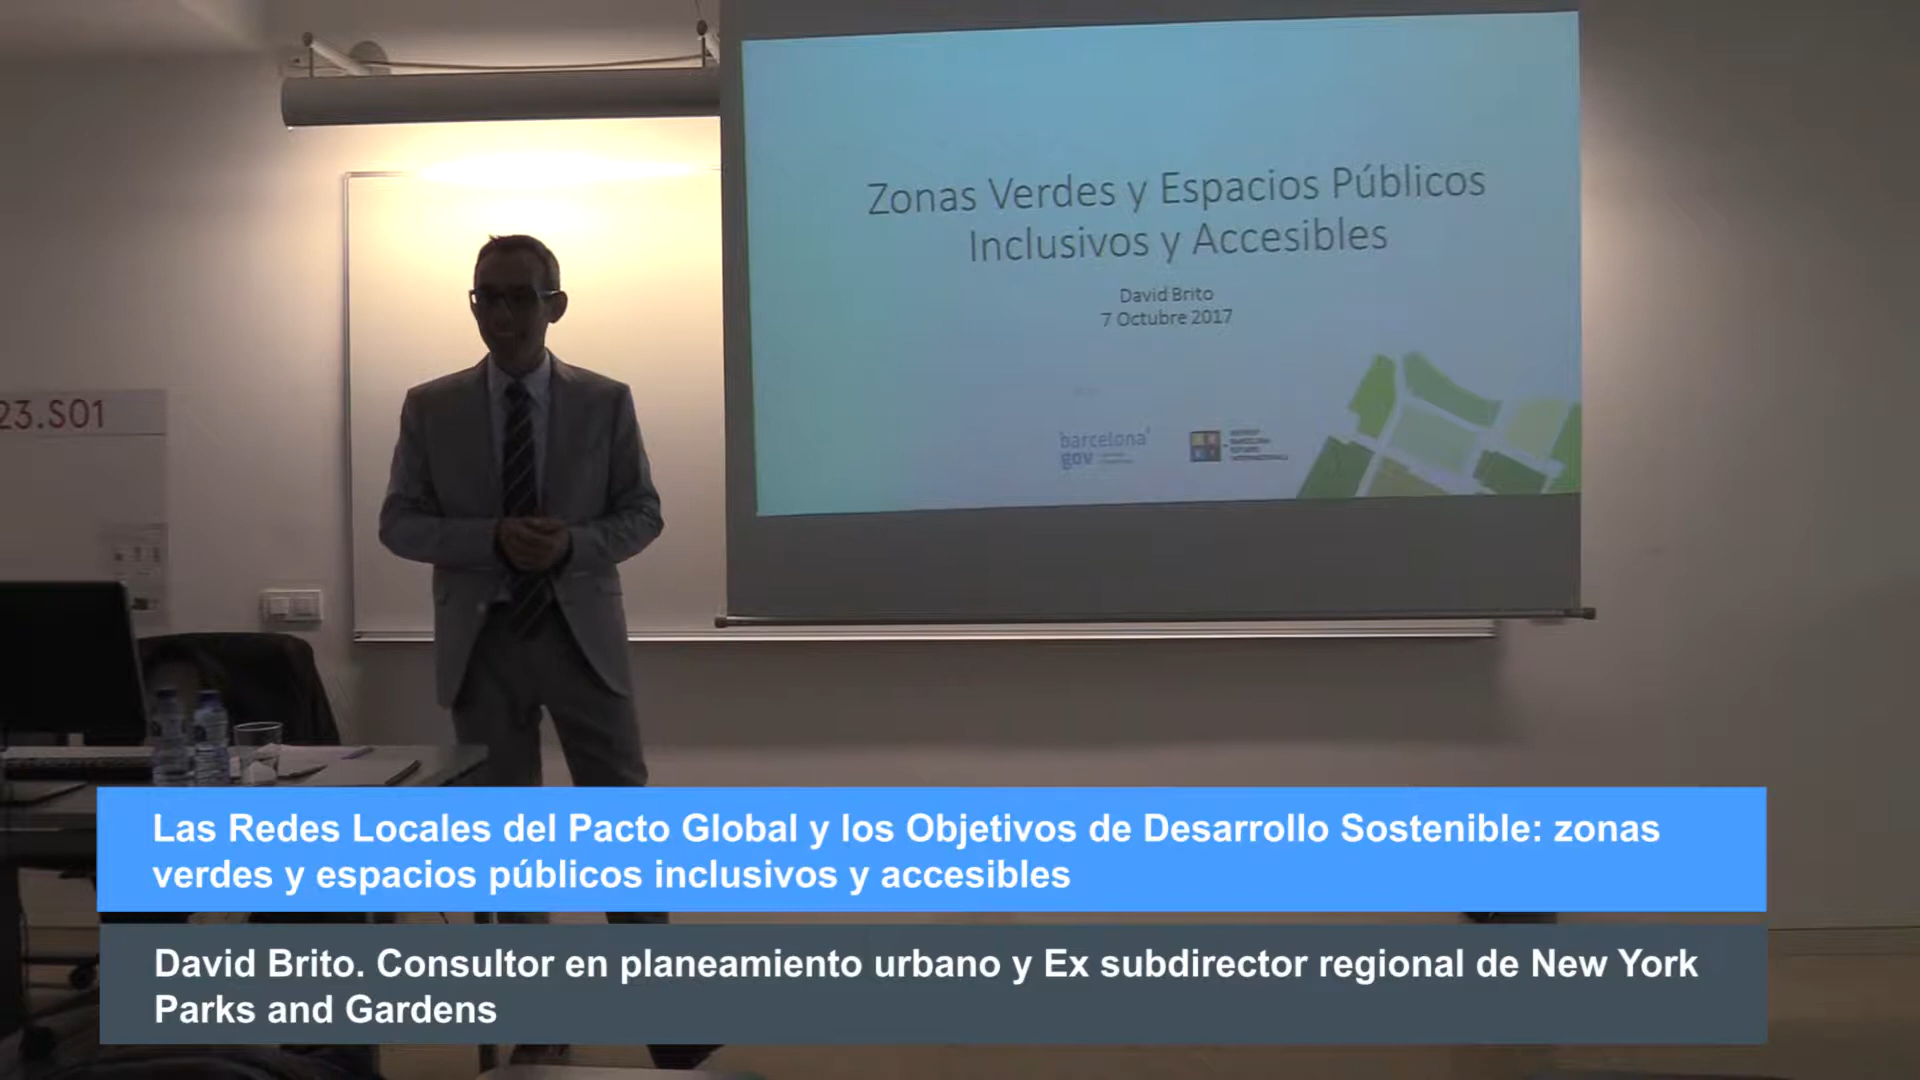 Zonas Verdes y Espacios Públicos
Inclusivos y Accesibles
David Brito
7 Octubre 2017
23.S01
barcelona
gov
Las Redes Locales del Pacto Global y los Objetivos de Desarrollo Sostenible: zonas
verdes y espacios públicos inclusivos y accesibles
David Brito. Consultor en planeamiento urbano y Ex subdirector regional de New York
Parks and Gardens